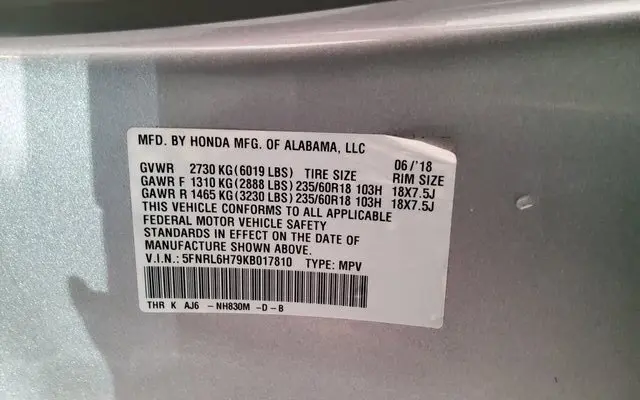 MFD. BY HONDA MFG. OF ALABAMA, LLC 06/'18
GVWR 2730 KG (6019 LBS) TIRE SIZE RIM SIZE
GAWR F 1310 KG (2888 LBS) 235/60R18 103H 18X7.5J
GAWR R 1465 KG (3230 LBS) 235/60R18 103H 18X7.5J
THIS VEHICLE CONFORMS TO ALL APPLICABLE
FEDERAL MOTOR VEHICLE SAFETY
STANDARDS IN EFFECT ON THE DATE OF
MANUFACTURE SHOWN ABOVE.
V.I.N.: 5FNRL6H79KB017810 TYPE: MPV
THR K AJ6 -NH830M -D-B